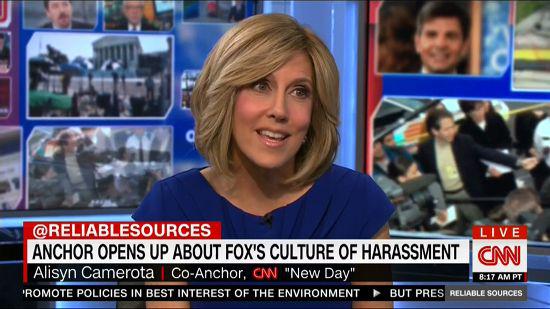 @RELIABLESOURCES
ANCHOR OPENS UP ABOUT FOX'S CULTURE OF HARASSMENT
Alisyn Camerota Co-Anchor, CNN "New Day"
LIVE
CNN
8:17 AM PT
PROMOTE POLICIES IN BEST INTEREST OF THE ENVIRONMENT BUT PRES
RELIABLE SOURCES